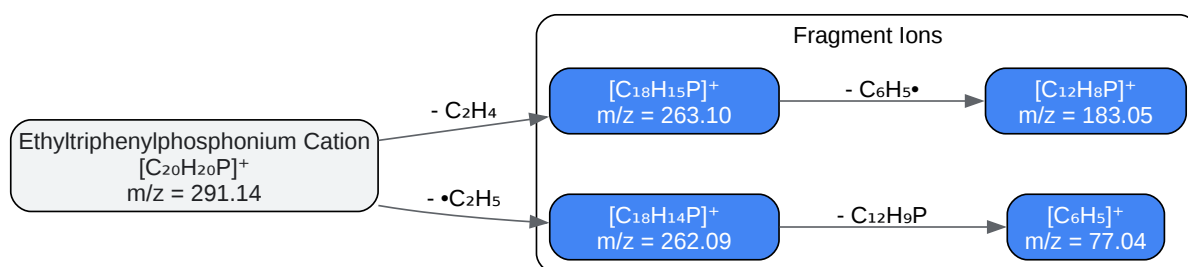 Fragment Ions
Ethyltriphenylphosphonium Cation
[C₂₀H₂₀P]⁺
m/z = 291.14
- C₂H₄
[C₁₈H₁₅P]⁺
m/z = 263.10
- C₆H₅•
[C₁₂H₈P]⁺
m/z = 183.05
- •C₂H₅
[C₁₈H₁₄P]⁺
m/z = 262.09
- C₁₂H₉P
[C₆H₅]⁺
m/z = 77.04